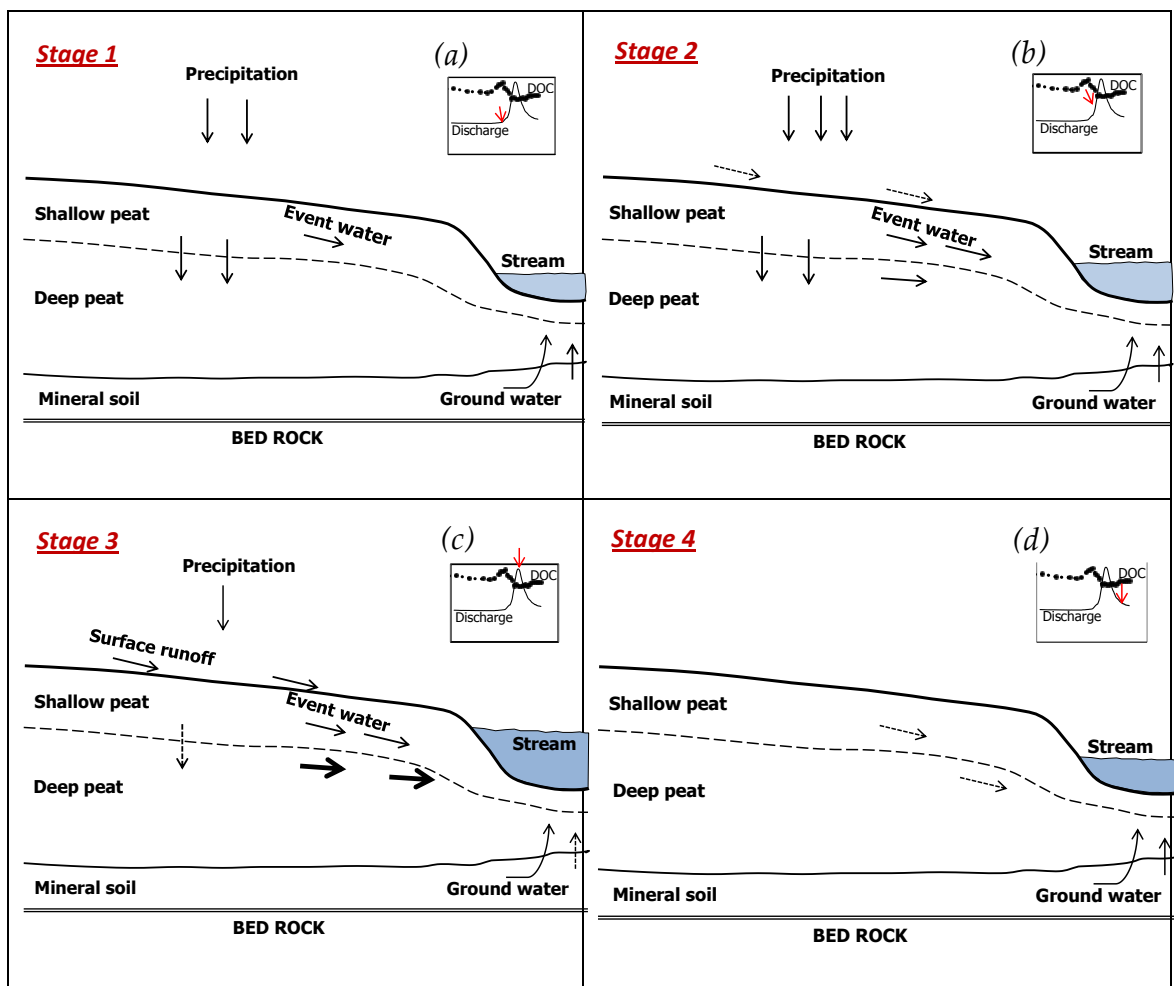 Stage 1
(a)
Precipitation
DOC
Discharge
Shallow peat
Event water
Stream
Deep peat
Mineral soil
Ground water
BED ROCK
Stage 2
(b)
Precipitation
DOC
Discharge
Shallow peat
Event water
Stream
Deep peat
Mineral soil
Ground water
BED ROCK
Stage 3
(c)
Precipitation
DOC
Discharge
Surface runoff
Shallow peat
Event water
Stream
Deep peat
Mineral soil
Ground water
BED ROCK
Stage 4
(d)
DOC
Discharge
Shallow peat
Stream
Deep peat
Mineral soil
Ground water
BED ROCK